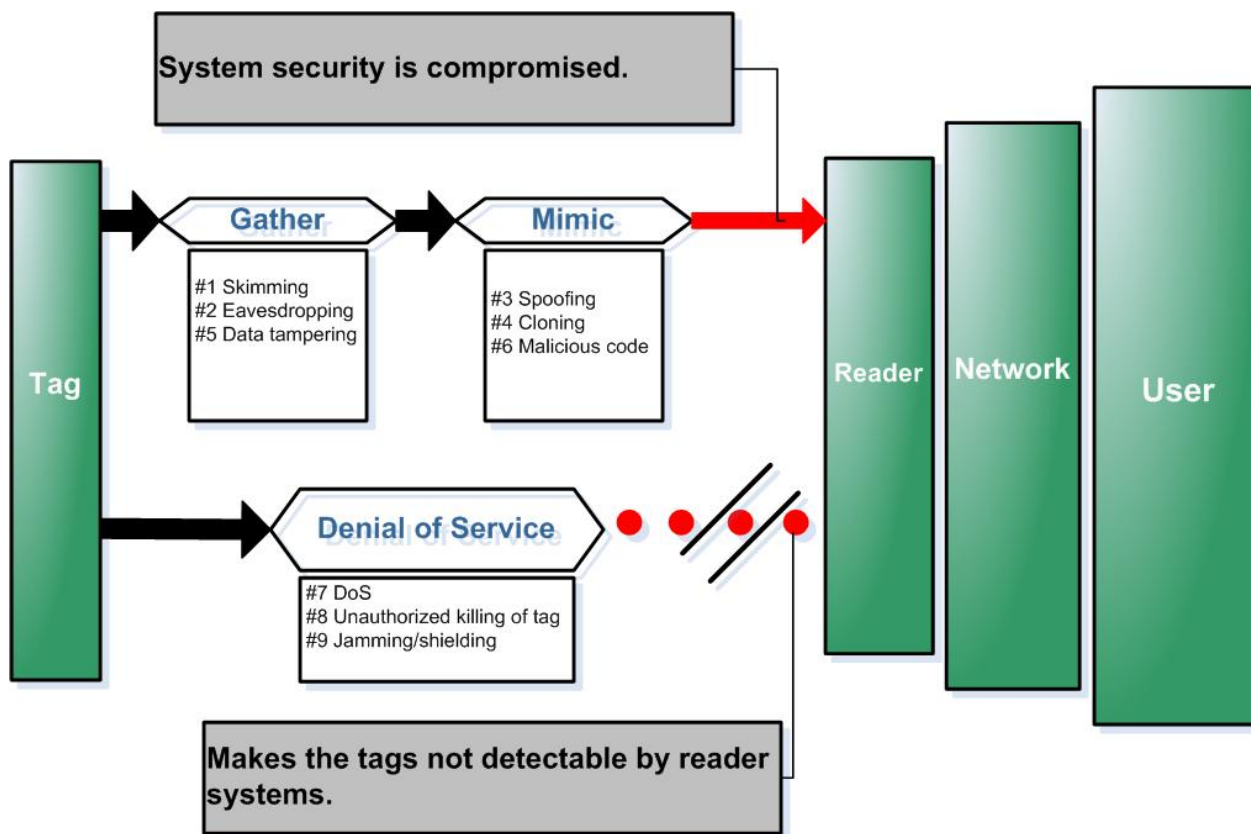 System security is compromised.
Tag
Gather
#1 Skimming
#2 Eavesdropping
#5 Data tampering
Mimic
#3 Spoofing
#4 Cloning
#6 Malicious code
Denial of Service
#7 DoS
#8 Unauthorized killing of tag
#9 Jamming/shielding
Makes the tags not detectable by reader
systems.
Reader
Network
User